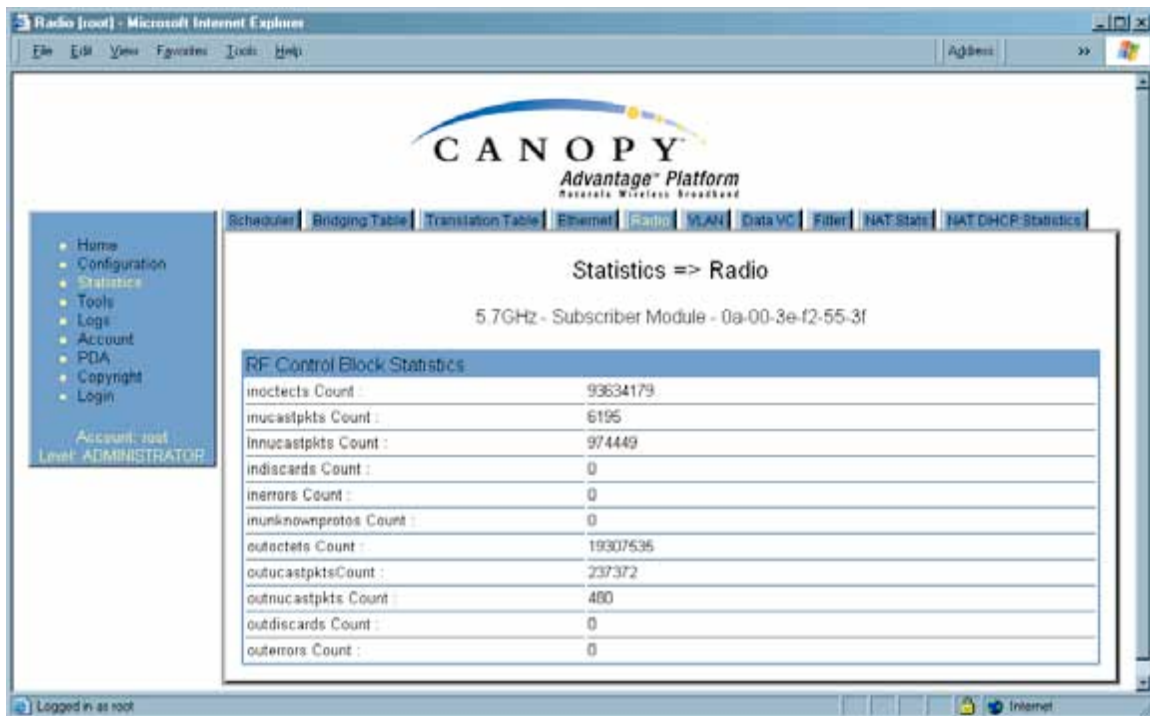 Radio [root] - Microsoft Internet Explorer
File Edit View Favorites Tools Help Address »
CANOPY
Advantage™ Platform
Motorola Wireless Broadband
Scheduler Bridging Table Translation Table Ethernet Radio VLAN Data VC Filter NAT Stats NAT DHCP Statistics
Home
Configuration
Statistics
Tools
Logs
Account
PDA
Copyright
Login
Account: root
Level: ADMINISTRATOR
Statistics => Radio
5.7GHz - Subscriber Module - 0a-00-3e-f2-55-3f
RF Control Block Statistics
inoctects Count : 93634179
inucastpkts Count : 6195
Innucastpkts Count : 974449
indiscards Count : 0
inerrors Count : 0
inunknownprotos Count : 0
outoctets Count : 19307535
outucastpktsCount : 237372
outnucastpkts Count : 480
outdiscards Count : 0
outerrors Count : 0
Logged in as root Internet